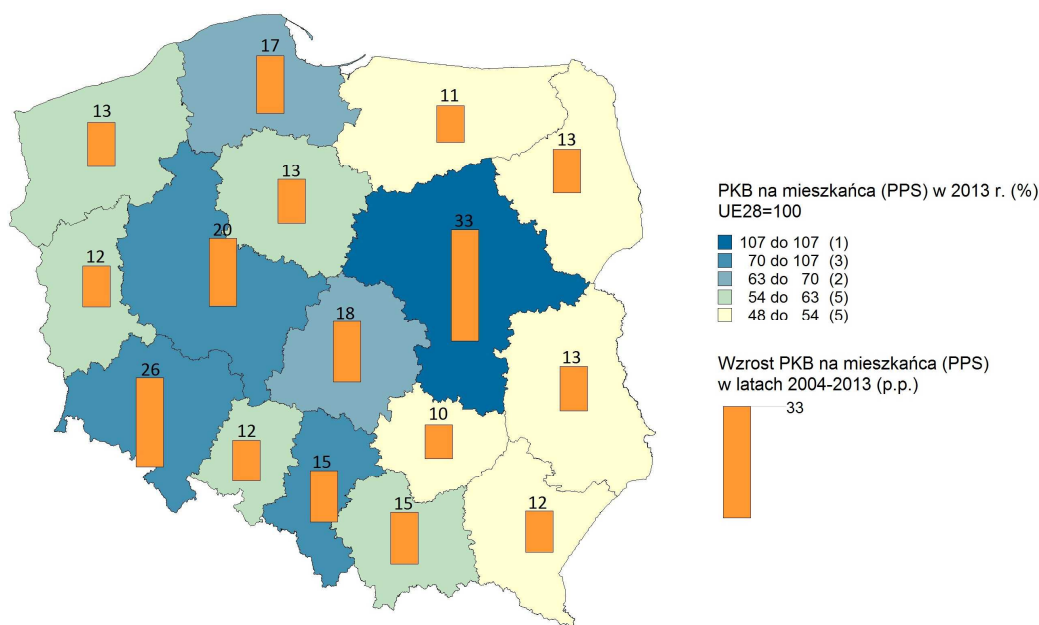 17
11
13
13
13
33
20
12
18
13
26
10
12
15
15
12
PKB na mieszkańca (PPS) w 2013 r. (%)
UE28=100
107 do 107 (1)
70 do 107 (3)
63 do 70 (2)
54 do 63 (5)
48 do 54 (5)
Wzrost PKB na mieszkańca (PPS)
w latach 2004-2013 (p.p.)
33